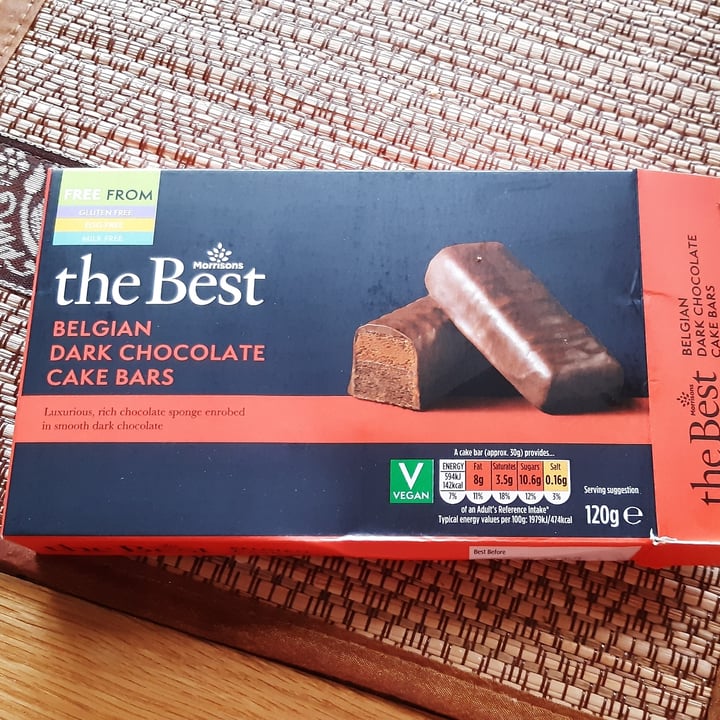 FREE FROM
GLUTEN FREE
EGG FREE
MILK FREE
Morrisons
the Best
BELGIAN
DARK CHOCOLATE
CAKE BARS
Luxurious, rich chocolate sponge enrobed
in smooth dark chocolate
V
VEGAN
A cake bar (approx. 30g) provides...
ENERGY Fat Saturates Sugars Salt
594kJ
142kcal 8g 3.5g 10.6g 0.16g
7% 11% 18% 12% 3%
of an Adult's Reference Intake*
Typical energy values per 100g: 1979kJ/474kcal
Serving suggestion
120g e
Morrisons
the Best
BELGIAN
DARK CHOCOLATE
CAKE BARS
the Best
Best Before